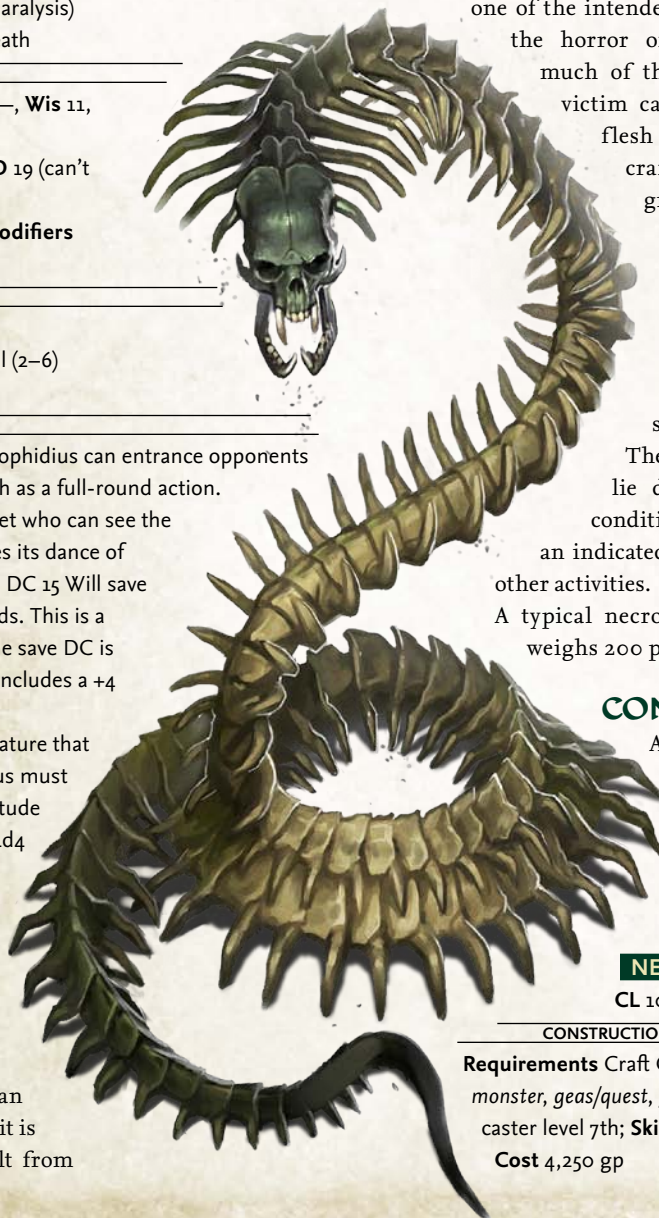 aralysis)
ath
–, Wis 11,
D 19 (can't
odifiers
l (2–6)
ophidius can entrance opponents
h as a full-round action.
et who can see the
es its dance of
DC 15 Will save
ds. This is a
e save DC is
ncludes a +4
ature that
us must
tude
d4
an
it is
lt from
one of the intende
the horror o
much of th
victim ca
flesh
cra
g
s
The
lie d
conditi
an indicate
other activities.
A typical necro
weighs 200 p
CON
A
NE
CL 10
CONSTRUCTIO
Requirements Craft C
monster, geas/quest,
caster level 7th; Ski
Cost 4,250 gp